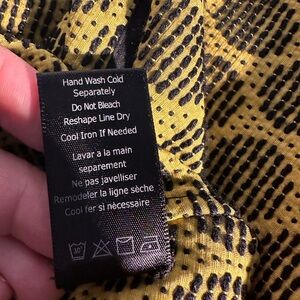 Hand Wash Cold
Separately
Do Not Bleach
Reshape Line Dry
Cool Iron If Needed
Lavar a la main
separement
Ne pas javelliser
Remodeler la ligne sèche
Cool fer si nécessaire